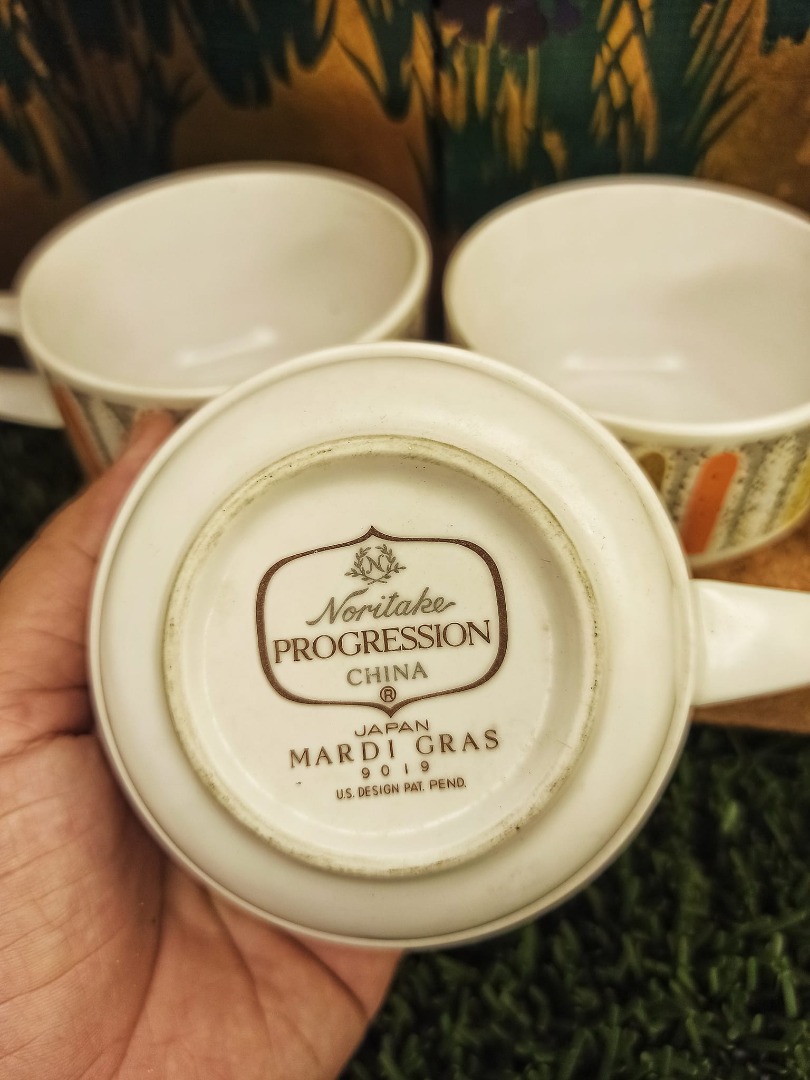 N
Noritake
PROGRESSION
CHINA
®
JAPAN
MARDI GRAS
9019
U.S. DESIGN PAT. PEND.